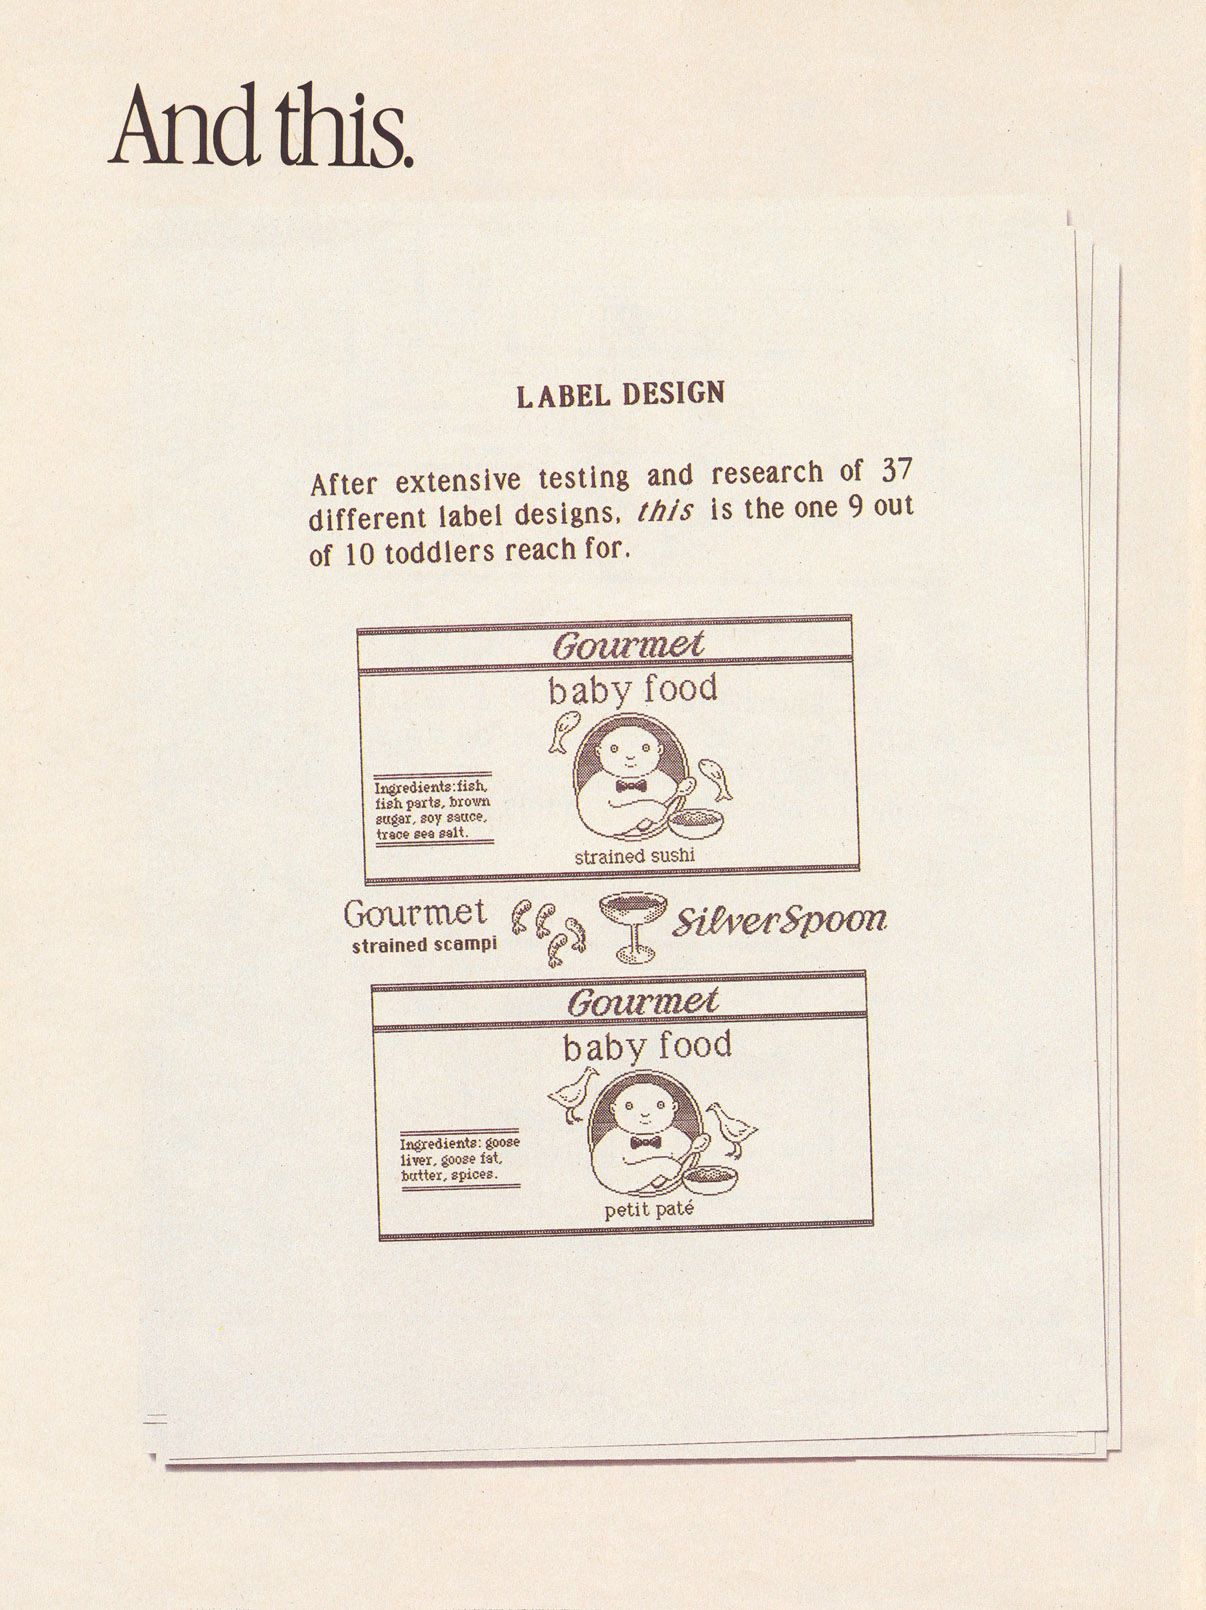 And this.
LABEL DESIGN
After extensive testing and research of 37
different label designs, this is the one 9 out
of 10 toddlers reach for.
Gourmet
baby food
Ingredients:fish,
fish parts, brown
sugar, soy sauce,
trace sea salt.
strained sushi
Gourmet
strained scampi
SilverSpoon
Gourmet
baby food
Ingredients: goose
liver, goose fat,
butter, spices.
petit paté